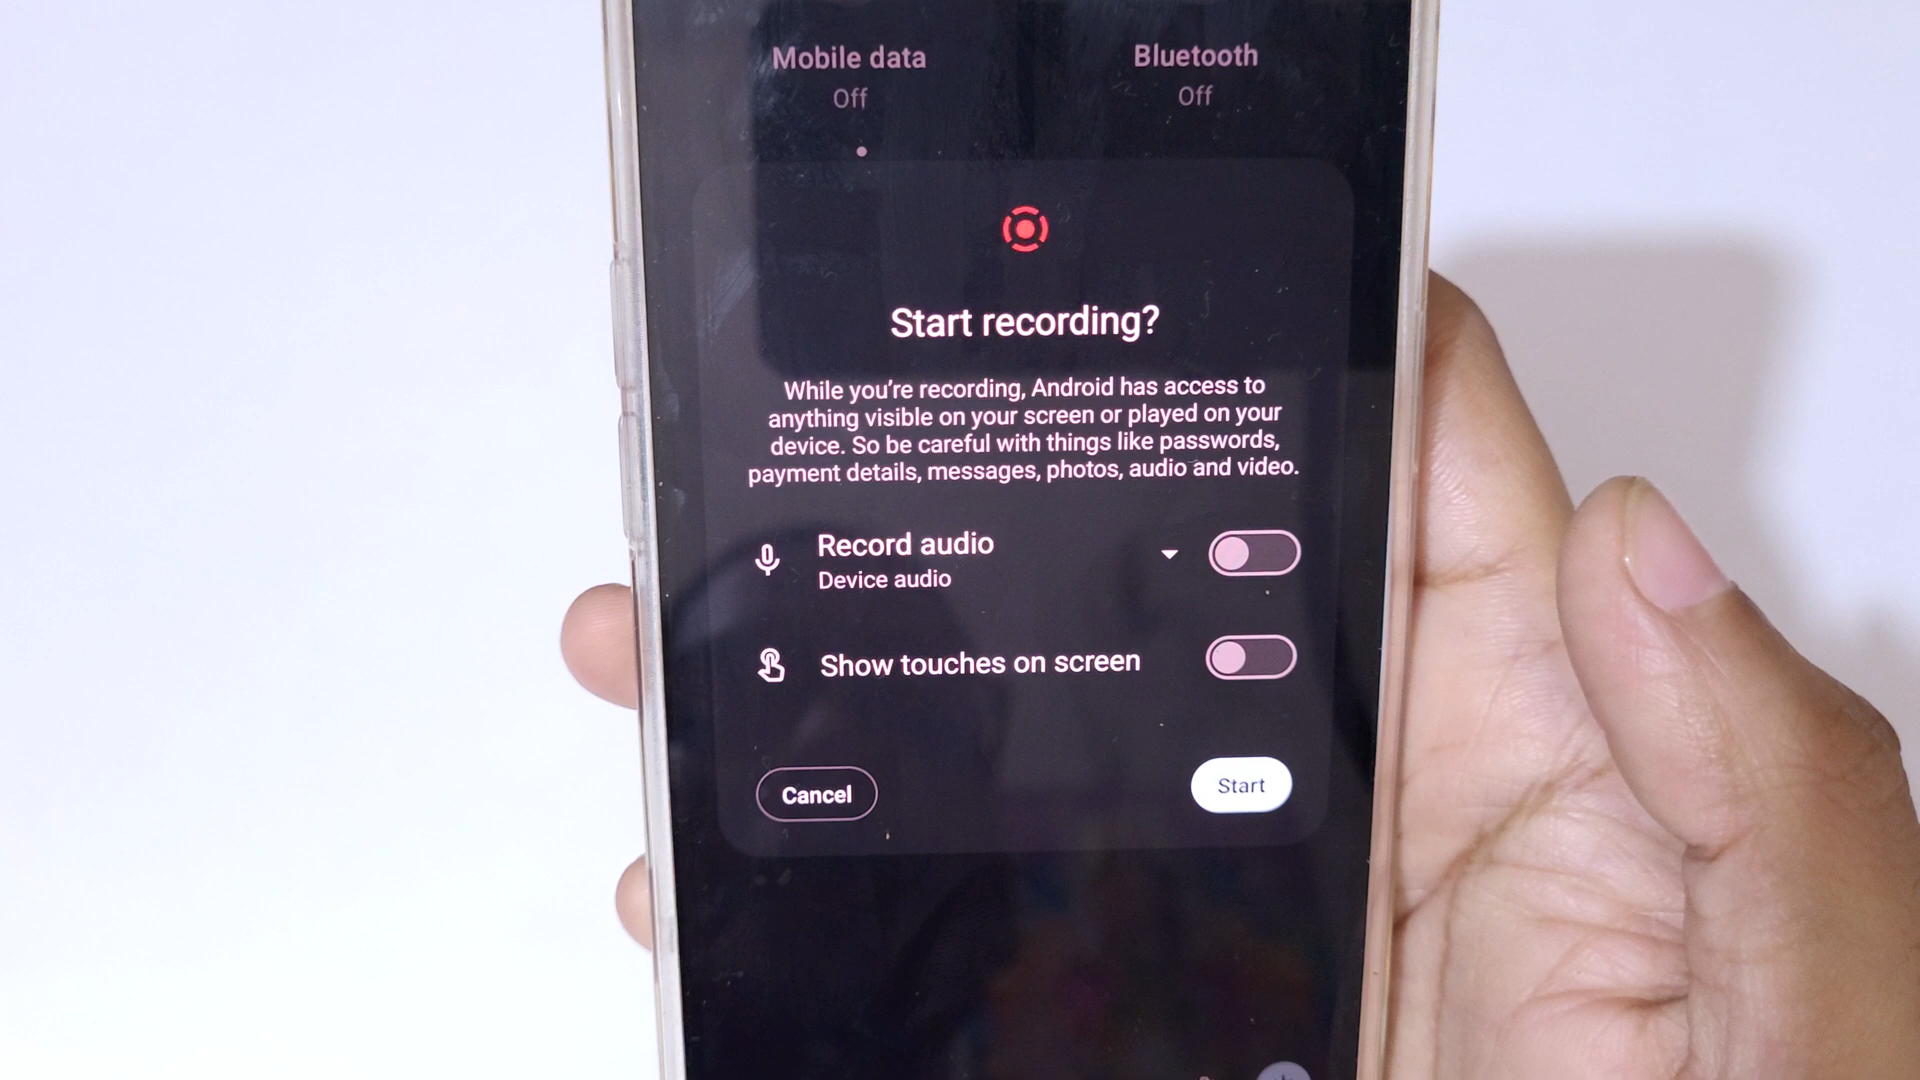 Mobile data
Off
Bluetooth
Off
Start recording?
While you’re recording, Android has access to
anything visible on your screen or played on your
device. So be careful with things like passwords,
payment details, messages, photos, audio and video.
Record audio
Device audio
Show touches on screen
Cancel
Start